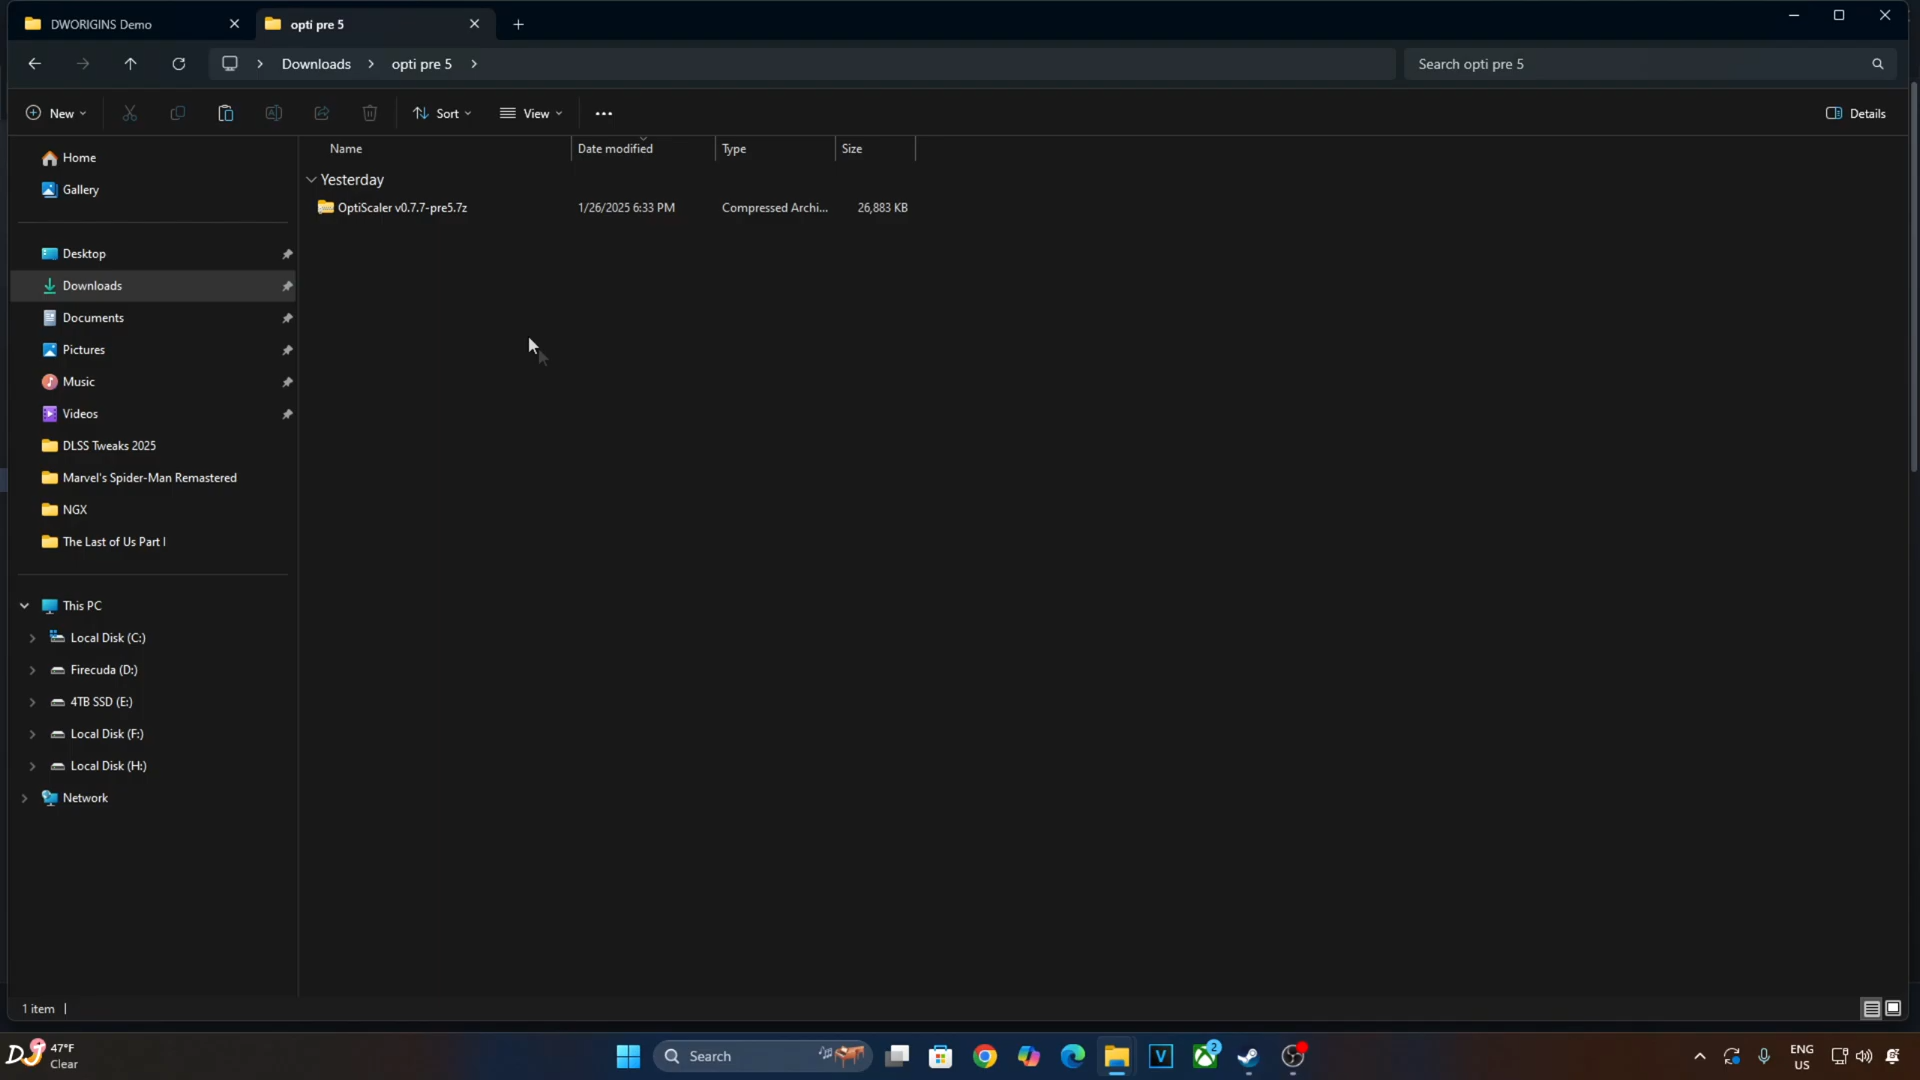 DWORIGINS Demo
opti pre 5
Downloads
opti pre 5
Search opti pre 5
New
Sort
View
Details
Name
Date modified
Type
Size
Yesterday
OptiScaler v0.7.7-pre5.7z
1/26/2025 6:33 PM
Compressed Archi...
26,883 KB
Home
Gallery
Desktop
Downloads
Documents
Pictures
Music
Videos
DLSS Tweaks 2025
Marvel's Spider-Man Remastered
NGX
The Last of Us Part I
This PC
Local Disk (C:)
Firecuda (D:)
4TB SSD (E:)
Local Disk (F:)
Local Disk (H:)
Network
1 item
DJ
47°F
Clear
Search
V
2
ENG
US